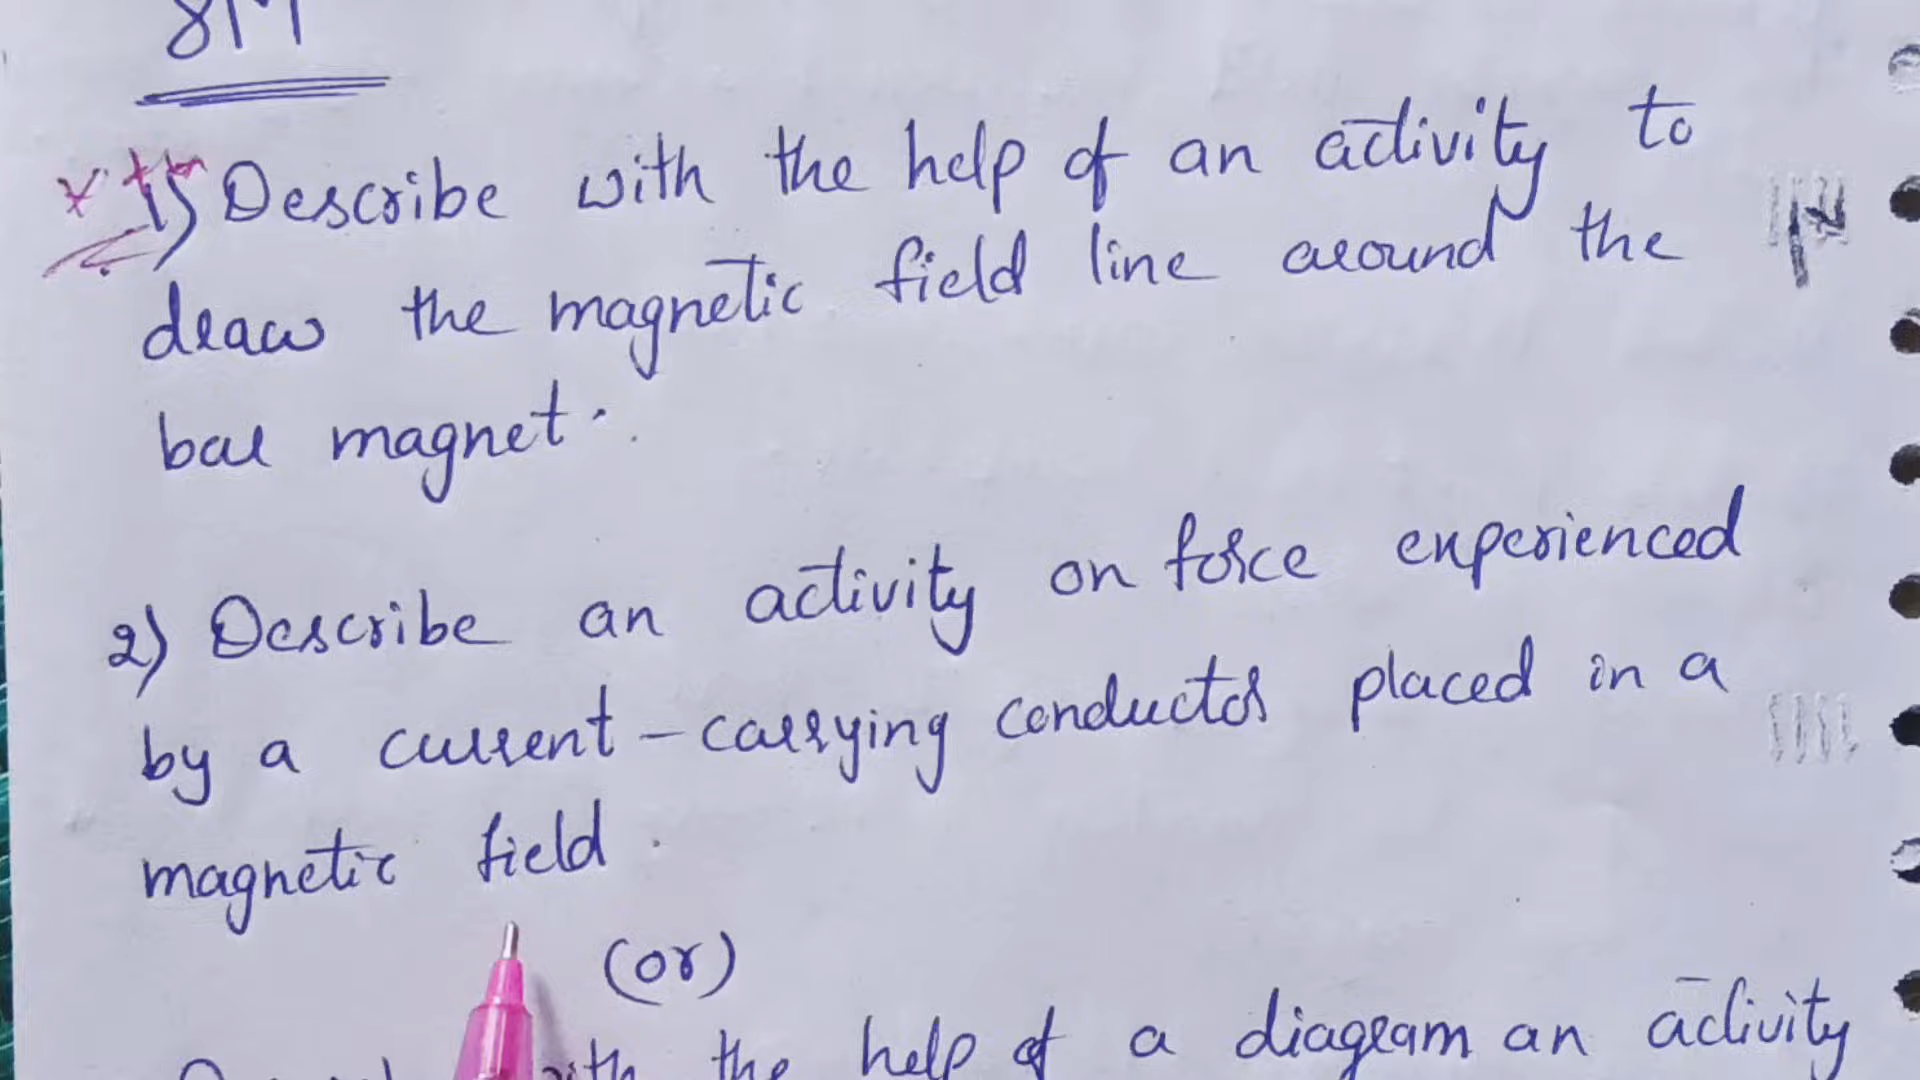 8M
1) Describe with the help of an activity to
draw the magnetic field line around the
bar magnet.
2) Describe an activity on force experienced
by a current-carrying conductor placed in a
magnetic field.
(or)
the help of a diagram an activity